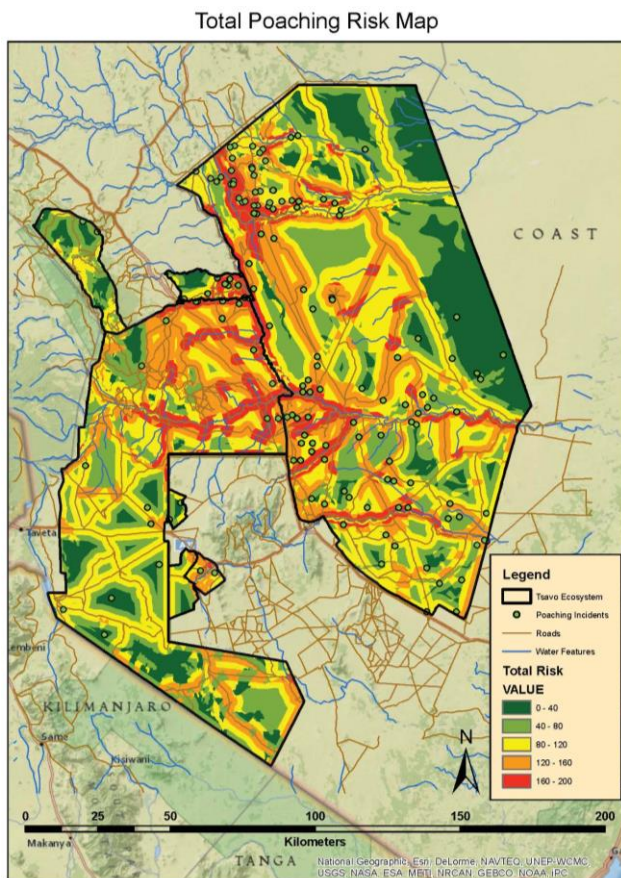 Total Poaching Risk Map
COAST
Taveta
Legend
Tsavo Ecosystem
Poaching Incidents
Roads
Water Features
Total Risk
VALUE
0 - 40
40 - 80
80 - 120
120 - 160
160 - 200
Lembeni
KILIMANJARO
Same
Kisiwani
N
0 25 50 100 150 200
Kilometers
Makanya
TANGA
National Geographic, Esri, DeLorme, NAVTEQ, UNEP-WCMC,
USGS, NASA, ESA, METI, NRCAN, GEBCO, NOAA, iPC